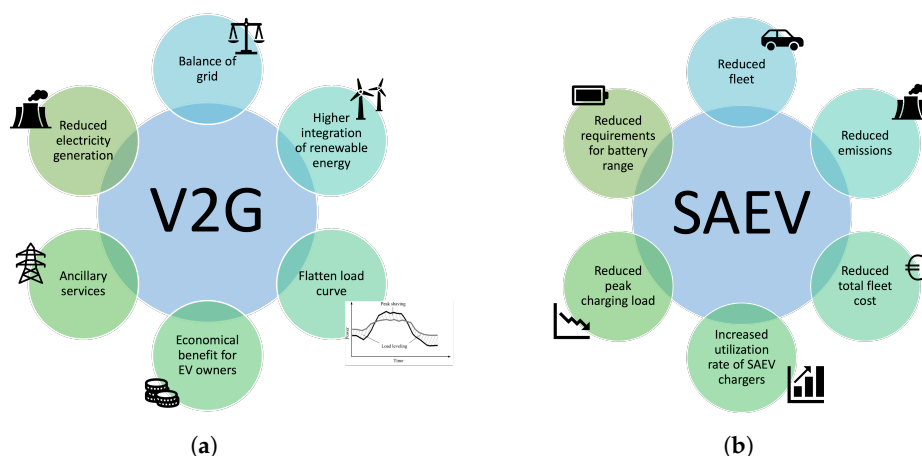 Balance of
grid
Higher
integration
of renewable
energy
Flatten load
curve
Peak shaving
Power
Load leveling
Time
Economical
benefit for
EV owners
Ancillary
services
Reduced
electricity
generation
V2G
(a)
Reduced
fleet
Reduced
emissions
€
Reduced
total fleet
cost
Increased
utilization
rate of SAEV
chargers
Reduced
peak
charging load
Reduced
requirements
for battery
range
SAEV
(b)